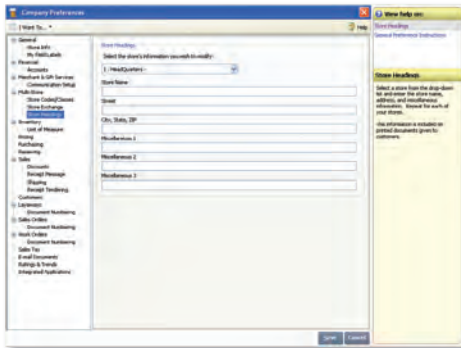 Company Preferences
I Want To...
Help
General
Store Info
My Field Labels
Financial
Accounts
Merchant & Gift Services
Communication Setup
Multi-Store
Store Codes/Classes
Store Exchange
Store Headings
Inventory
Unit of Measure
Pricing
Purchasing
Receiving
Sales
Discounts
Receipt Message
Shipping
Receipt Tendering
Customers
Layaways
Document Numbering
Sales Orders
Document Numbering
Work Orders
Document Numbering
Sales Tax
E-mail Documents
Ratings & Trends
Integrated Applications
Store Headings
Select the store's information you wish to modify:
1 - HeadQuarters -
Store Name
Street
City, State, ZIP
Miscellaneous 1
Miscellaneous 2
Miscellaneous 3
Save
Cancel
View help on:
Store Headings
General Preference Instructions
Store Headings
Select a store from the drop-down
list and enter the store name,
address, and miscellaneous
information. Repeat for each of
your stores.
This information is included on
printed documents given to
customers.